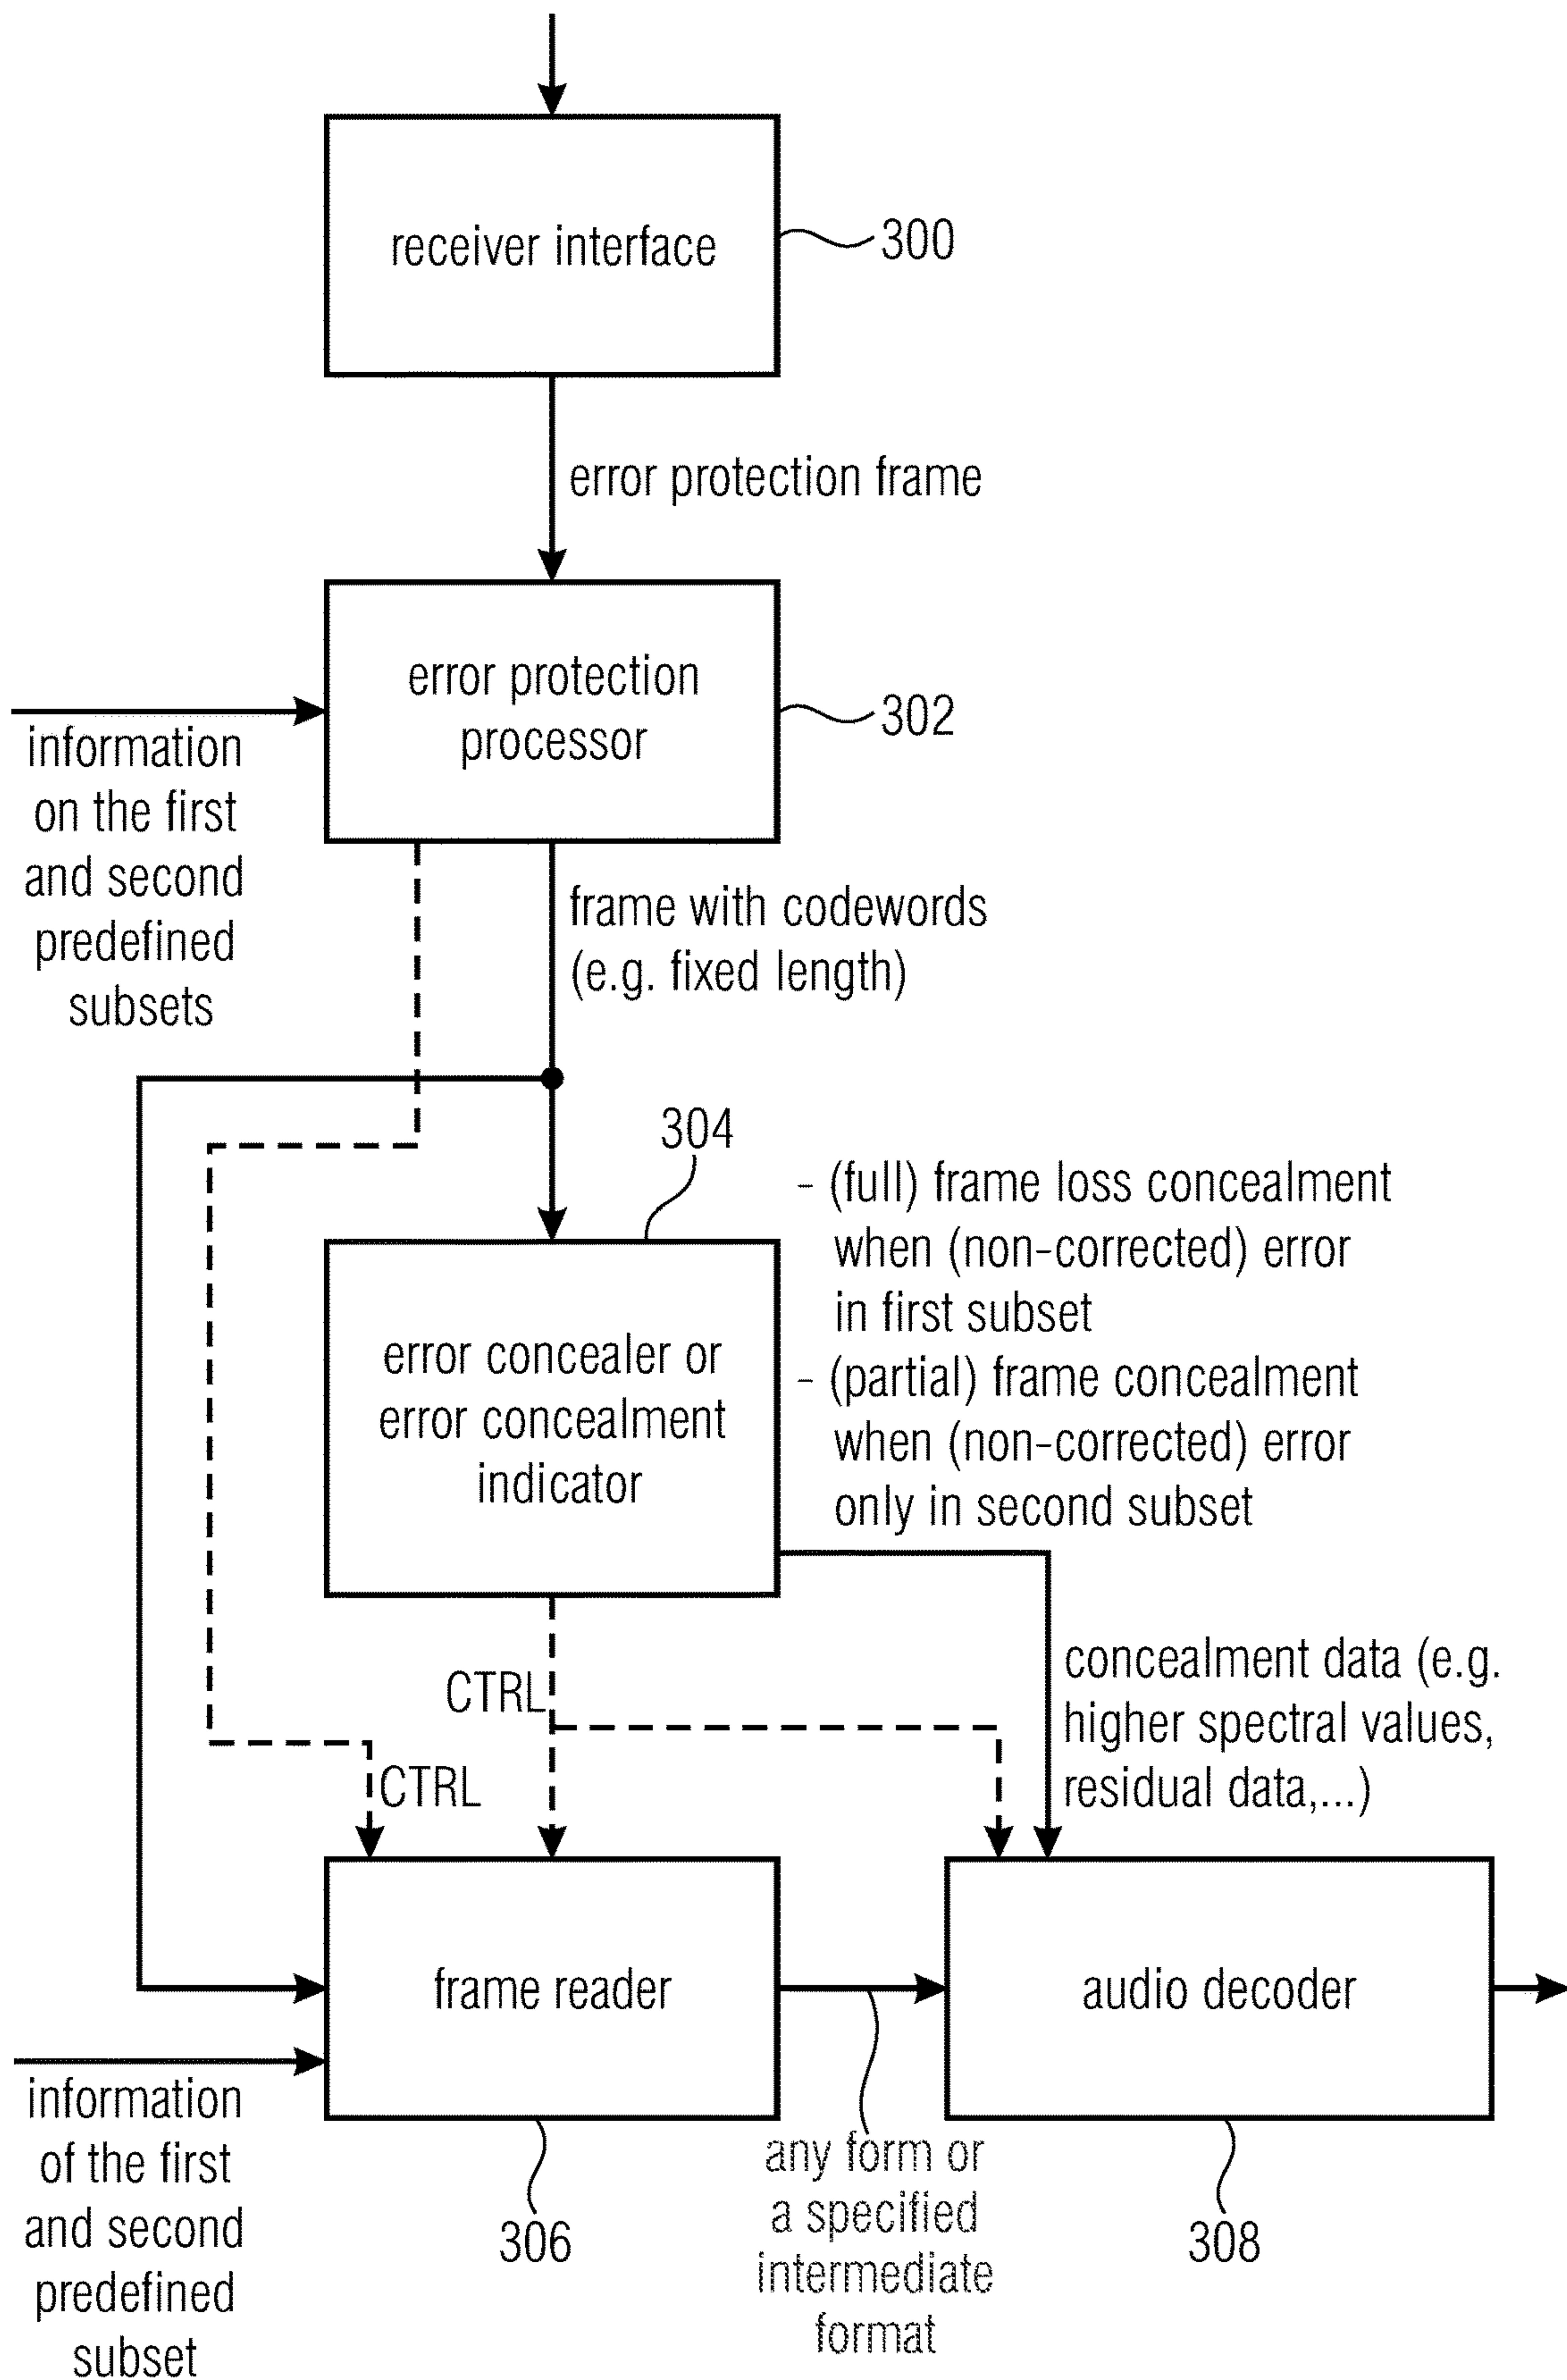 receiver interface
300
error protection frame
error protection
processor
302
information
on the first
and second
predefined
subsets
frame with codewords
(e.g. fixed length)
304
- (full) frame loss concealment
when (non-corrected) error
in first subset
- (partial) frame concealment
when (non-corrected) error
only in second subset
error concealer or
error concealment
indicator
CTRL
CTRL
concealment data (e.g.
higher spectral values,
residual data,...)
frame reader
audio decoder
information
of the first
and second
predefined
subset
306
any form or
a specified
intermediate
format
308